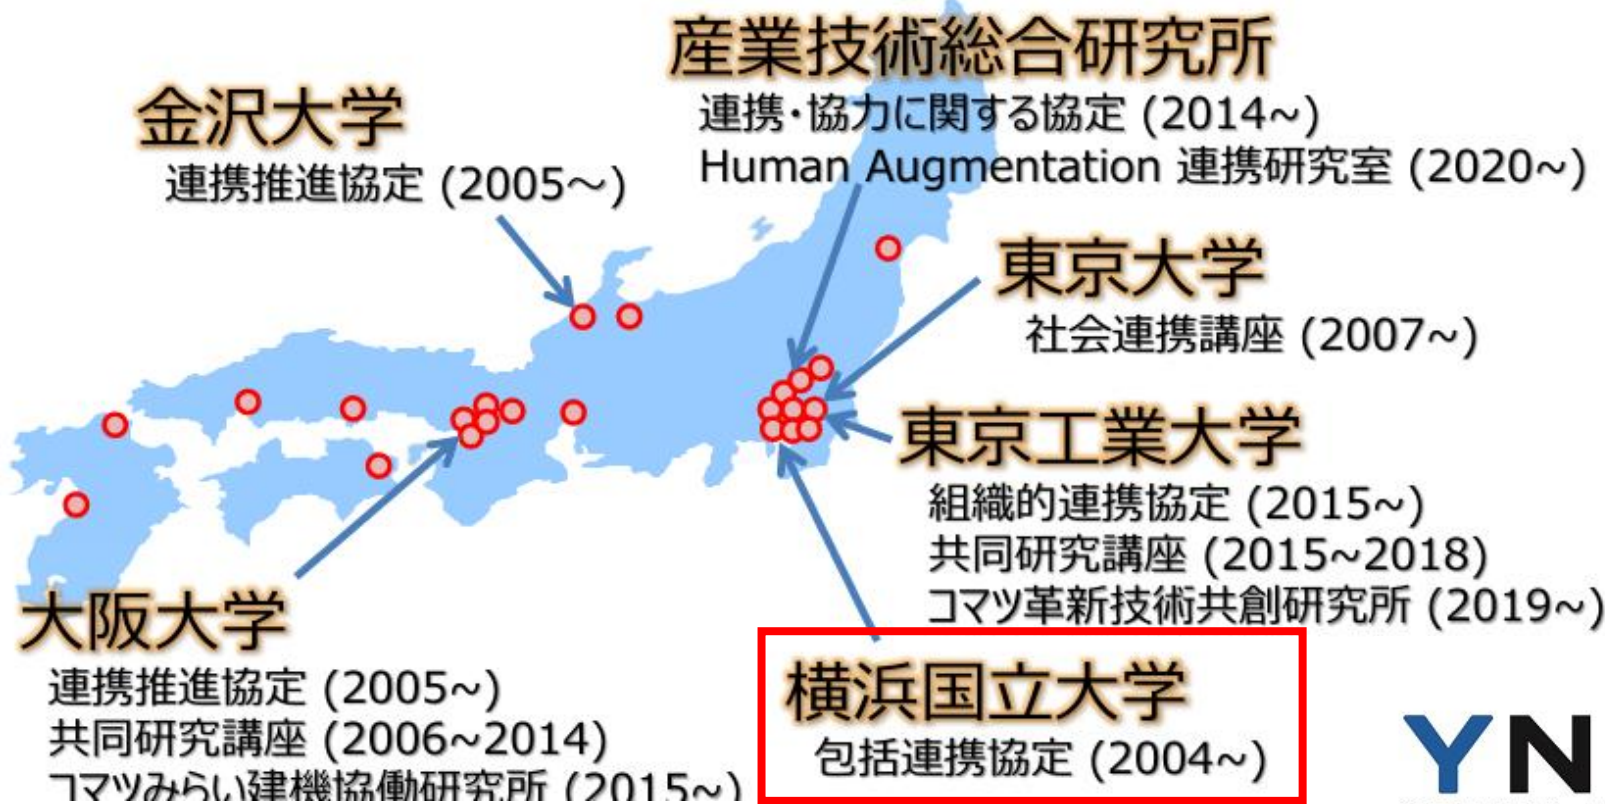 産業技術総合研究所
連携・協力に関する協定 (2014~)
Human Augmentation 連携研究室 (2020~)
金沢大学
連携推進協定 (2005～)
東京大学
社会連携講座 (2007~)
東京工業大学
組織的連携協定 (2015~)
共同研究講座 (2015~2018)
コマツ革新技術共創研究所 (2019~)
大阪大学
連携推進協定 (2005~)
共同研究講座 (2006~2014)
コマツみらい建機協働研究所 (2015~)
横浜国立大学
包括連携協定 (2004~)
YN